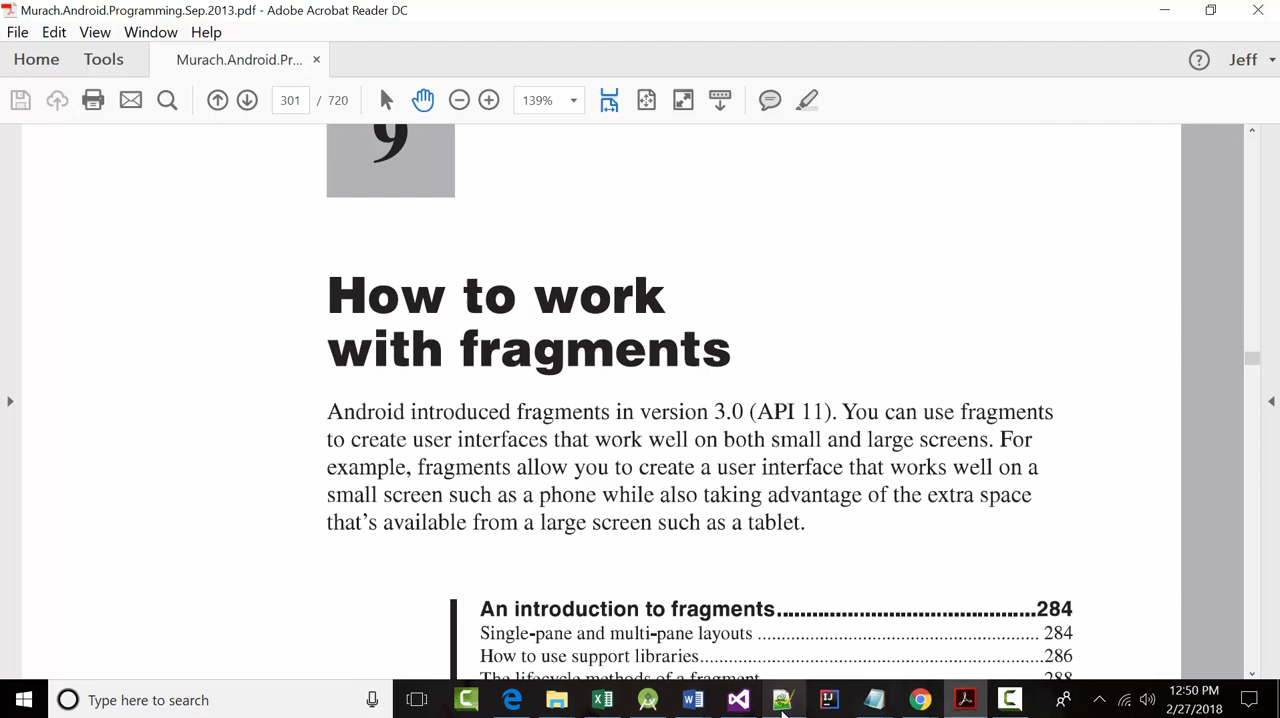 Murach.Android.Programming.Sep.2013.pdf - Adobe Acrobat Reader DC
File Edit View Window Help
Home Tools Murach.Android.Pr... × Jeff
301 / 720 139%
9
How to work
with fragments
Android introduced fragments in version 3.0 (API 11). You can use fragments
to create user interfaces that work well on both small and large screens. For
example, fragments allow you to create a user interface that works well on a
small screen such as a phone while also taking advantage of the extra space
that's available from a large screen such as a tablet.
An introduction to fragments....................................284
Single-pane and multi-pane layouts ................................................ 284
How to use support libraries..........................................................286
The lifecycle methods of a fragment.............................................288
Type here to search
12:50 PM
2/27/2018